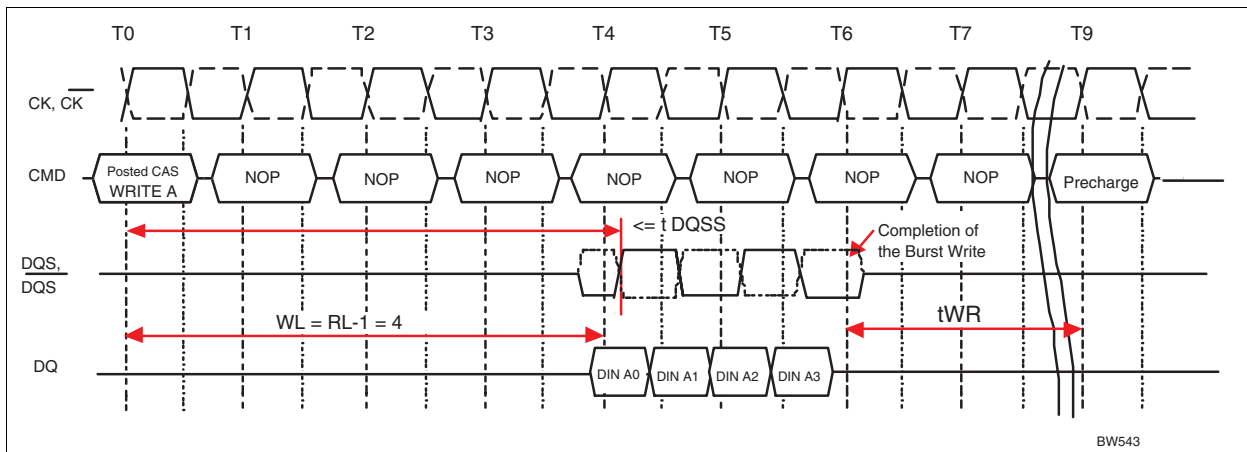 T0 T1 T2 T3 T4 T5 T6 T7 T9
CK, CK
CMD
Posted CAS
WRITE A
NOP NOP NOP NOP NOP NOP NOP Precharge
<= t DQSS
Completion of
the Burst Write
DQS,
DQS
WL = RL-1 = 4
tWR
DQ
DIN A0 DIN A1 DIN A2 DIN A3
BW543